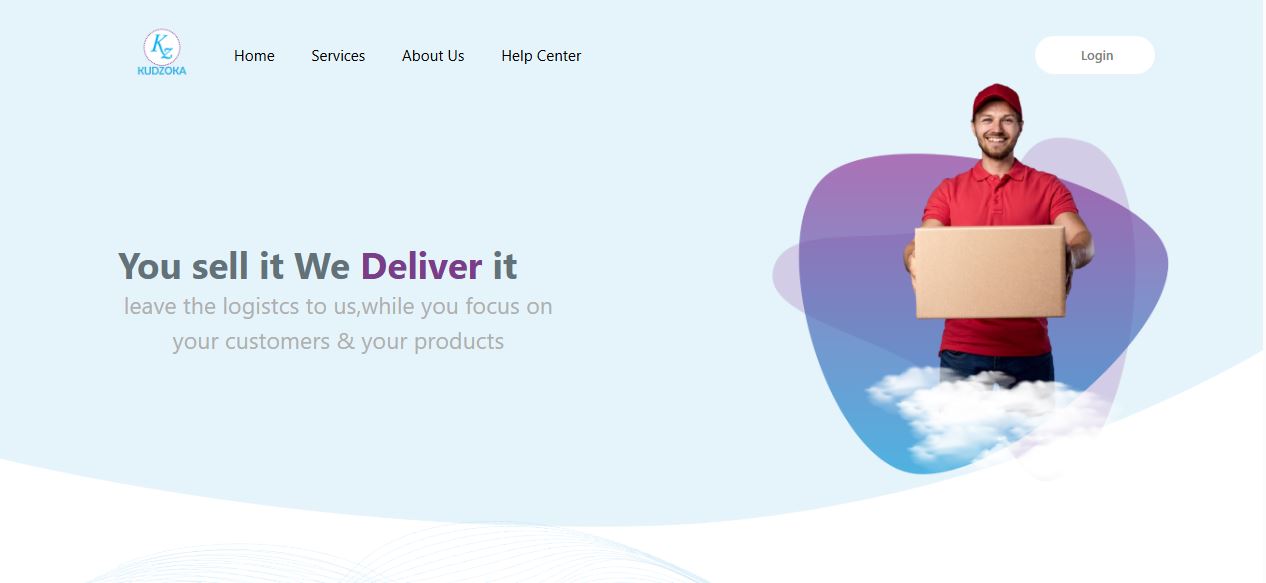 Kz
KUDZOKA
Home Services About Us Help Center Login
You sell it We Deliver it
leave the logistcs to us,while you focus on
your customers & your products